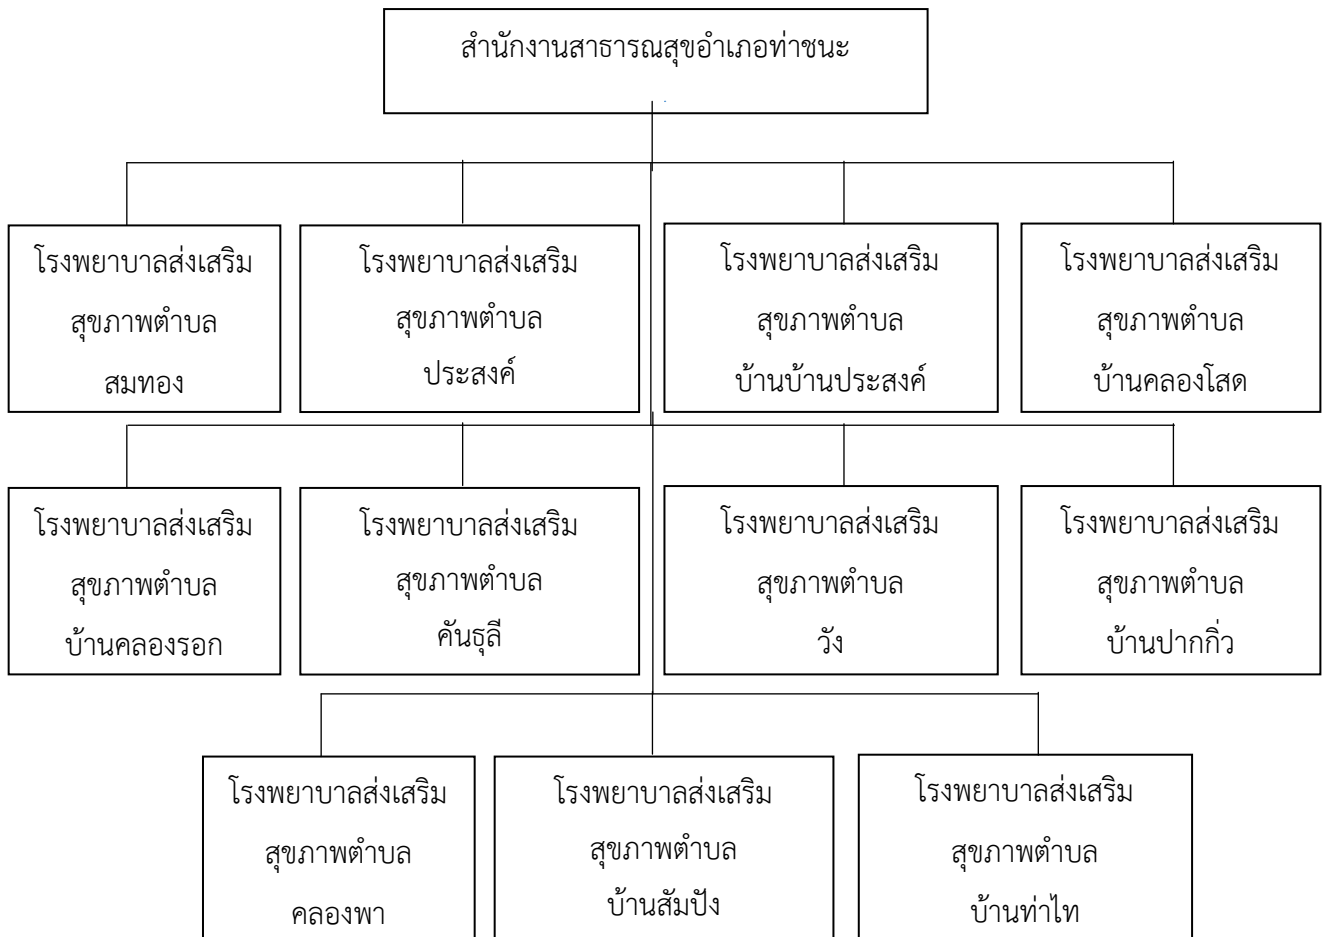 สำนักงานสาธารณสุขอำเภอท่าชนะ
โรงพยาบาลส่งเสริม
สุขภาพตำบล
สมทอง
โรงพยาบาลส่งเสริม
สุขภาพตำบล
ประสงค์
โรงพยาบาลส่งเสริม
สุขภาพตำบล
บ้านบ้านประสงค์
โรงพยาบาลส่งเสริม
สุขภาพตำบล
บ้านคลองโสด
โรงพยาบาลส่งเสริม
สุขภาพตำบล
บ้านคลองรอก
โรงพยาบาลส่งเสริม
สุขภาพตำบล
คันธุลี
โรงพยาบาลส่งเสริม
สุขภาพตำบล
วัง
โรงพยาบาลส่งเสริม
สุขภาพตำบล
บ้านปากกิ่ว
โรงพยาบาลส่งเสริม
สุขภาพตำบล
คลองพา
โรงพยาบาลส่งเสริม
สุขภาพตำบล
บ้านสัมปัง
โรงพยาบาลส่งเสริม
สุขภาพตำบล
บ้านท่าไท